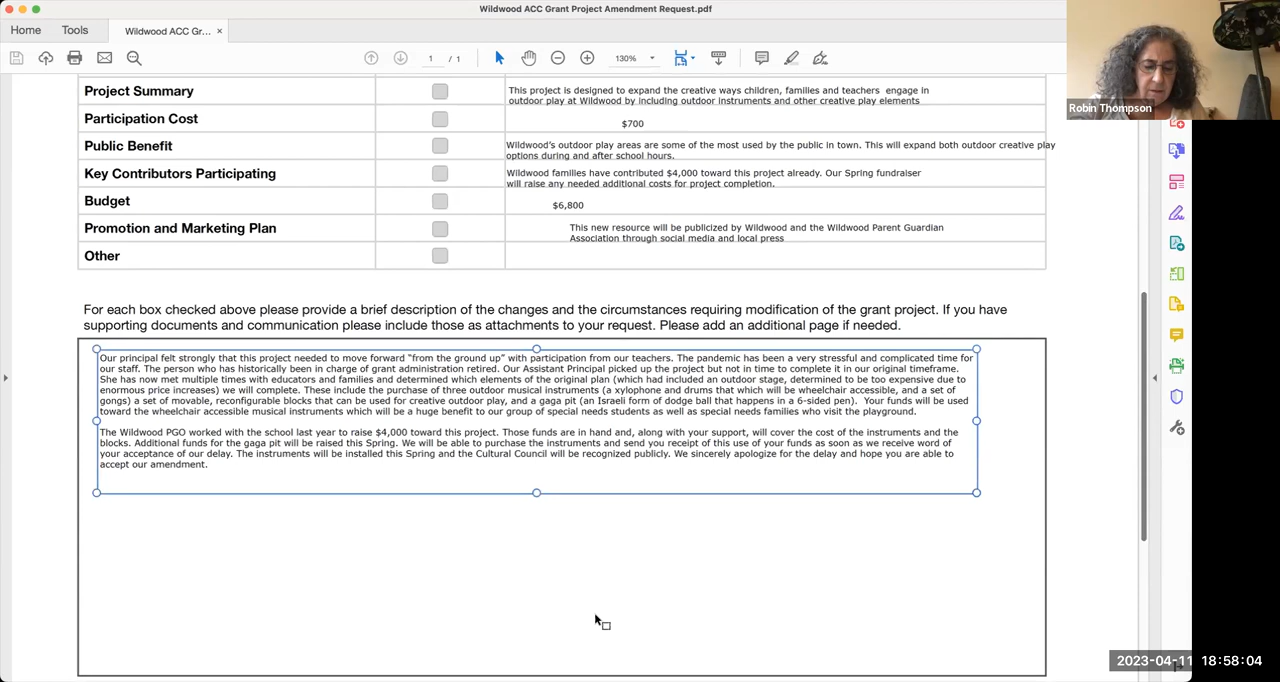 Wildwood ACC Grant Project Amendment Request.pdf
Home Tools Wildwood ACC Gr... ×
1 / 1 130%
Project Summary This project is designed to expand the creative ways children, families and teachers engage in
outdoor play at Wildwood by including outdoor instruments and other creative play elements
Participation Cost $700
Public Benefit Wildwood's outdoor play areas are some of the most used by the public in town. This will expand both outdoor creative play
options during and after school hours.
Key Contributors Participating Wildwood families have contributed $4,000 toward this project already. Our Spring fundraiser
will raise any needed additional costs for project completion.
Budget $6,800
Promotion and Marketing Plan This new resource will be publicized by Wildwood and the Wildwood Parent Guardian
Association through social media and local press
Other
For each box checked above please provide a brief description of the changes and the circumstances requiring modification of the grant project. If you have
supporting documents and communication please include those as attachments to your request. Please add an additional page if needed.
Our principal felt strongly that this project needed to move forward "from the ground up" with participation from our teachers. The pandemic has been a very stressful and complicated time for
our staff. The person who has historically been in charge of grant administration retired. Our Assistant Principal picked up the project but not in time to complete it in our original timeframe.
She has now met multiple times with educators and families and determined which elements of the original plan (which had included an outdoor stage, determined to be too expensive due to
enormous price increases) we will complete. These include the purchase of three outdoor musical instruments (a xylophone and drums that which will be wheelchair accessible, and a set of
gongs) a set of movable, reconfigurable blocks that can be used for creative outdoor play, and a gaga pit (an Israeli form of dodge ball that happens in a 6-sided pen). Your funds will be used
toward the wheelchair accessible musical instruments which will be a huge benefit to our group of special needs students as well as special needs families who visit the playground.
The Wildwood PGO worked with the school last year to raise $4,000 toward this project. Those funds are in hand and, along with your support, will cover the cost of the instruments and the
blocks. Additional funds for the gaga pit will be raised this Spring. We will be able to purchase the instruments and send you receipt of this use of your funds as soon as we receive word of
your acceptance of our delay. The instruments will be installed this Spring and the Cultural Council will be recognized publicly. We sincerely apologize for the delay and hope you are able to
accept our amendment.
Robin Thompson
2023-04-11 18:58:04